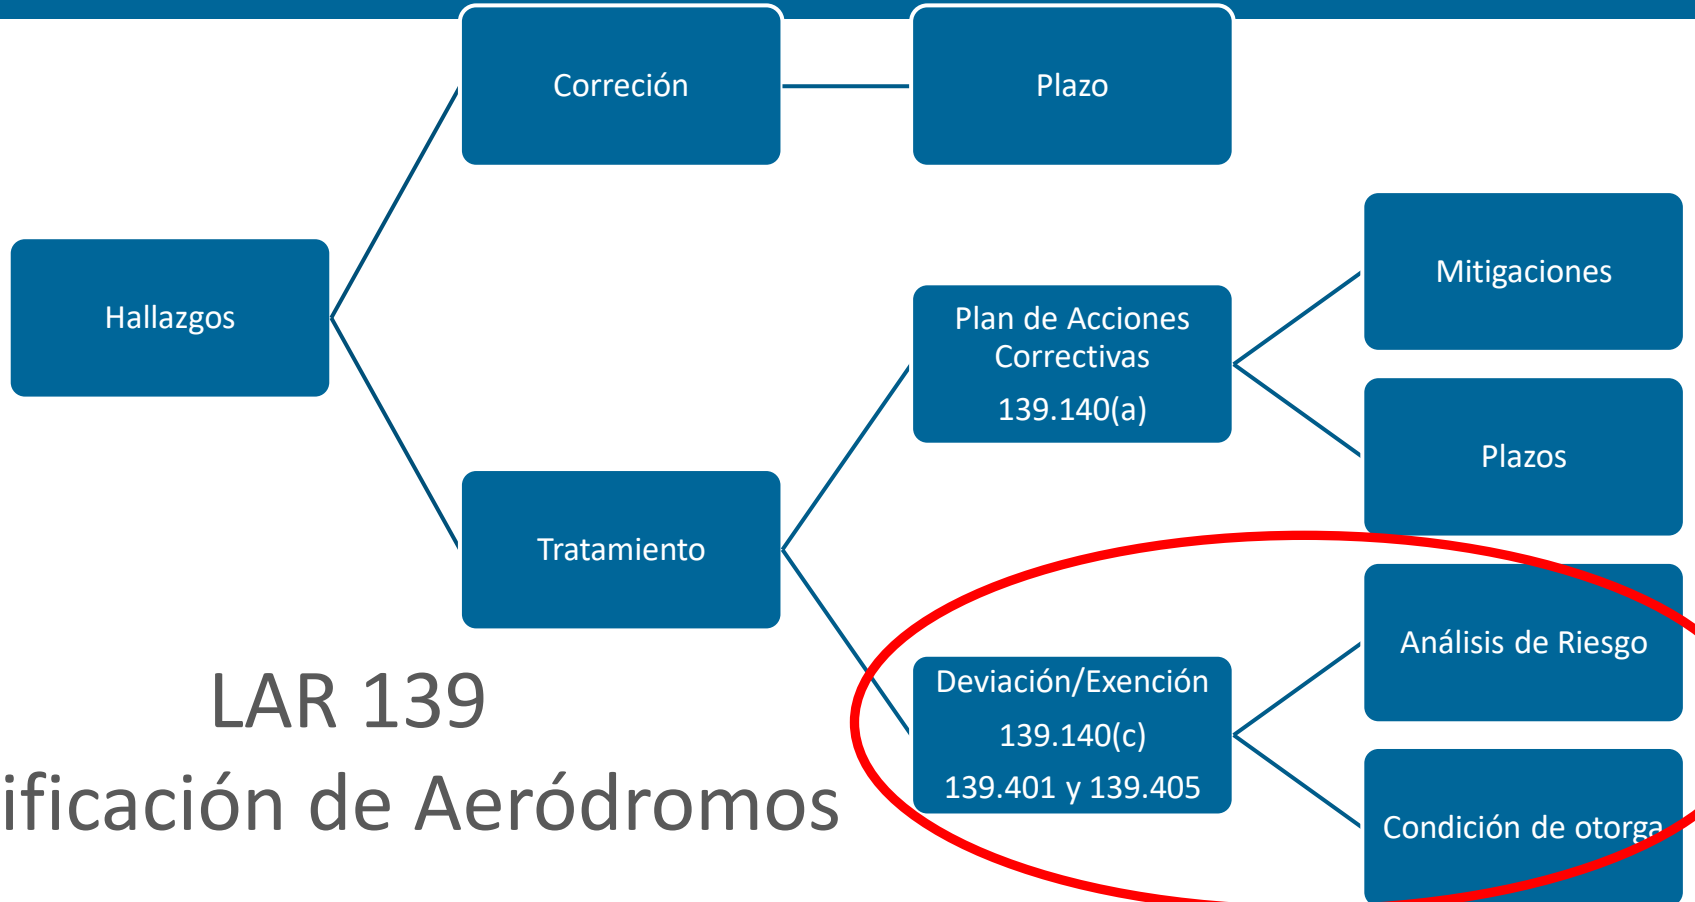 Correción
Plazo
Hallazgos
Tratamiento
Plan de Acciones
Correctivas
139.140(a)
Mitigaciones
Plazos
Deviación/Exención
139.140(c)
139.401 y 139.405
Análisis de Riesgo
Condición de otorga
LAR 139
ificación de Aeródromos